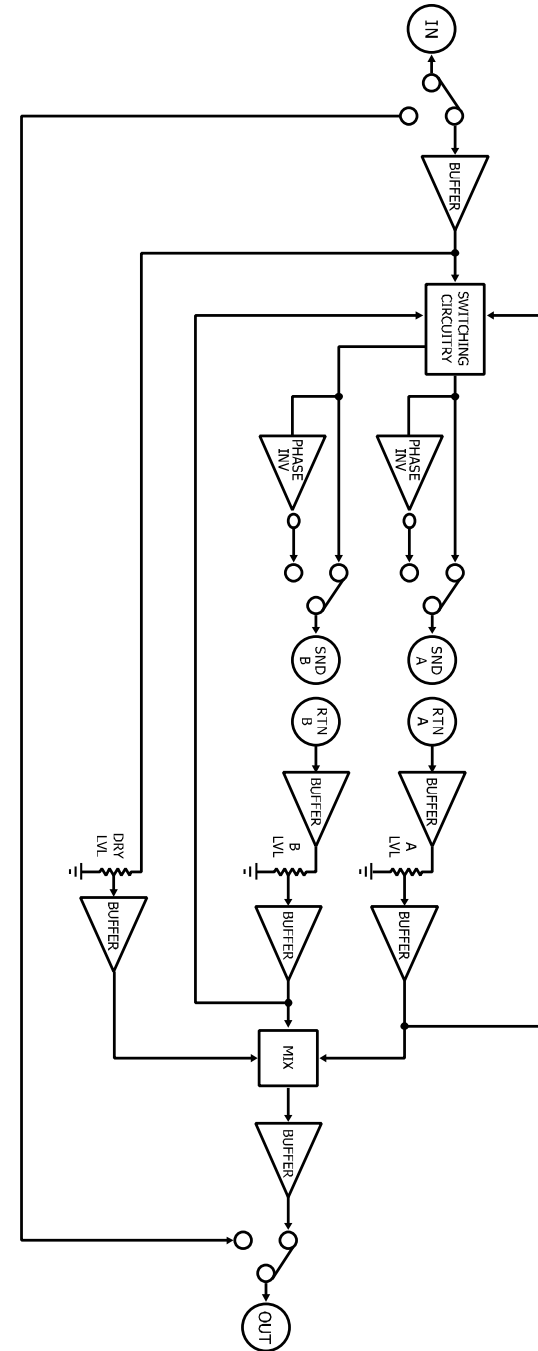 IN
BUFFER
SWITCHING
CIRCUITRY
PHASE
INV
PHASE
INV
SND
A
SND
B
RTN
A
RTN
B
BUFFER
BUFFER
A
LVL
B
LVL
DRY
LVL
BUFFER
BUFFER
BUFFER
MIX
BUFFER
OUT